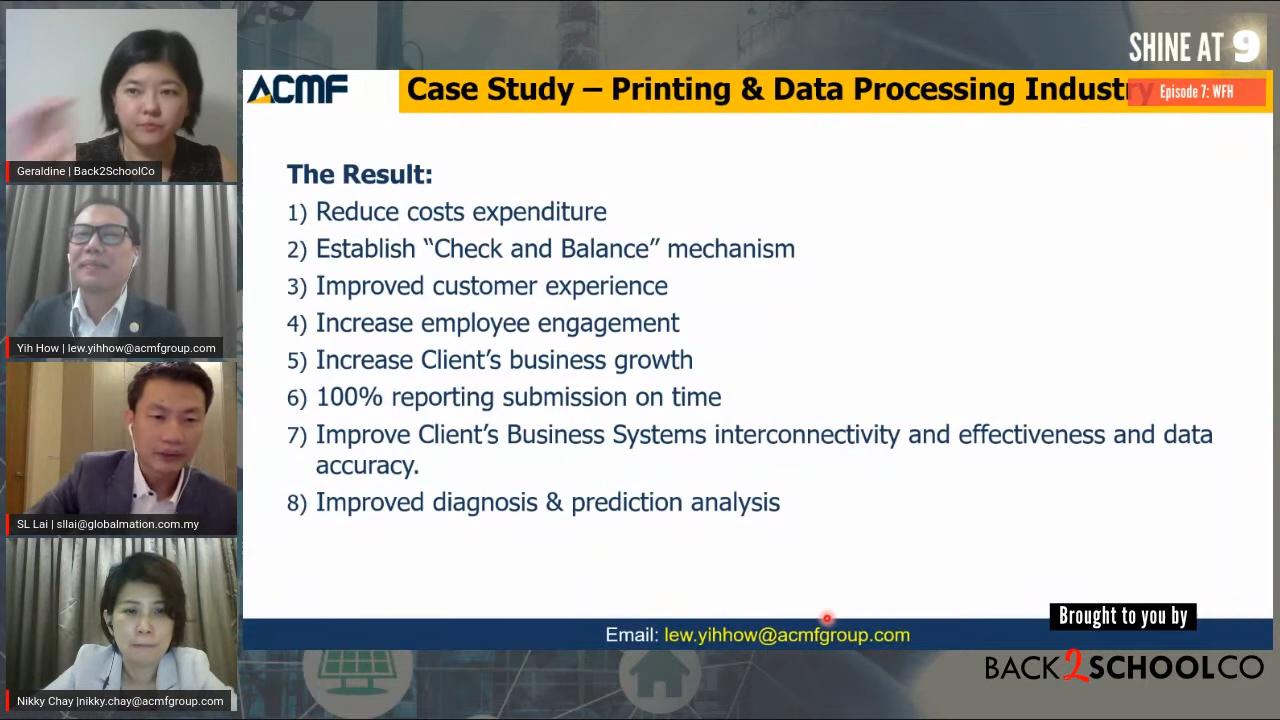 SHINE AT 9
Episode 7: WFH
ACMF
Case Study – Printing & Data Processing Industry
The Result:
1) Reduce costs expenditure
2) Establish “Check and Balance” mechanism
3) Improved customer experience
4) Increase employee engagement
5) Increase Client’s business growth
6) 100% reporting submission on time
7) Improve Client’s Business Systems interconnectivity and effectiveness and data
accuracy.
8) Improved diagnosis & prediction analysis
Email: lew.yihhow@acmfgroup.com
Brought to you by
BACK2SCHOOLCO
Geraldine | Back2SchoolCo
Yih How | lew.yihhow@acmfgroup.com
SL Lai | sllai@globalmation.com.my
Nikky Chay |nikky.chay@acmfgroup.com